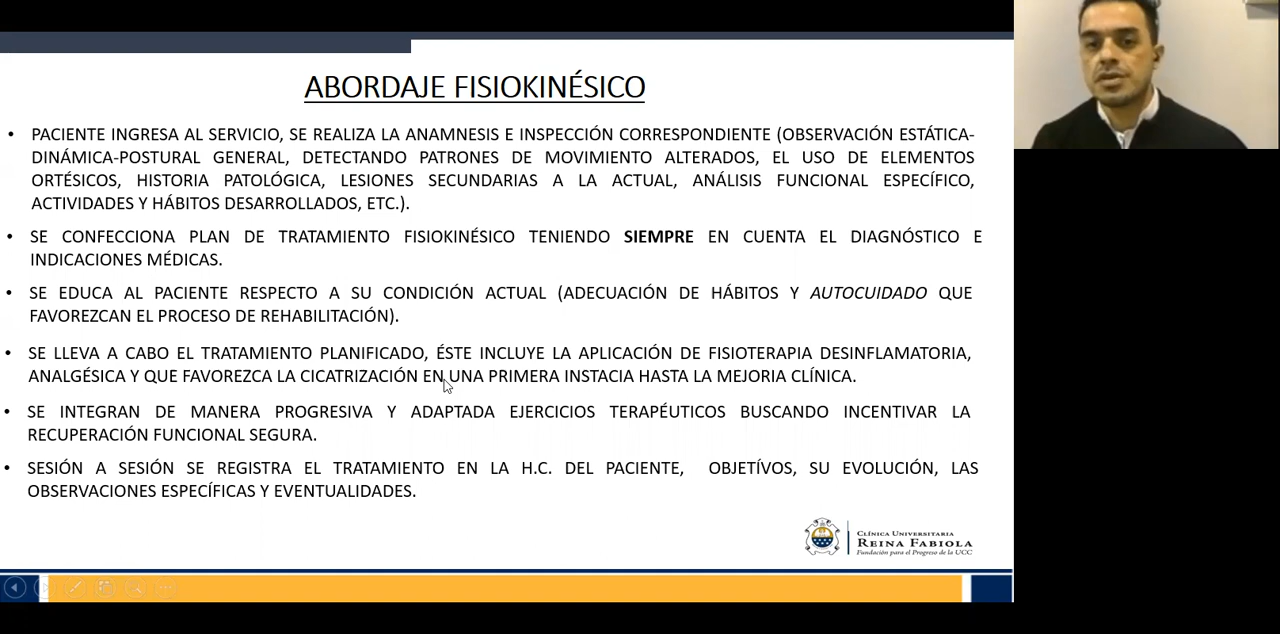 ABORDAJE FISIOKINÉSICO
• PACIENTE INGRESA AL SERVICIO, SE REALIZA LA ANAMNESIS E INSPECCIÓN CORRESPONDIENTE (OBSERVACIÓN ESTÁTICA-
DINÁMICA-POSTURAL GENERAL, DETECTANDO PATRONES DE MOVIMIENTO ALTERADOS, EL USO DE ELEMENTOS
ORTÉSICOS, HISTORIA PATOLÓGICA, LESIONES SECUNDARIAS A LA ACTUAL, ANÁLISIS FUNCIONAL ESPECÍFICO,
ACTIVIDADES Y HÁBITOS DESARROLLADOS, ETC.).
• SE CONFECCIONA PLAN DE TRATAMIENTO FISIOKINÉSICO TENIENDO SIEMPRE EN CUENTA EL DIAGNÓSTICO E
INDICACIONES MÉDICAS.
• SE EDUCA AL PACIENTE RESPECTO A SU CONDICIÓN ACTUAL (ADECUACIÓN DE HÁBITOS Y AUTOCUIDADO QUE
FAVOREZCAN EL PROCESO DE REHABILITACIÓN).
• SE LLEVA A CABO EL TRATAMIENTO PLANIFICADO, ÉSTE INCLUYE LA APLICACIÓN DE FISIOTERAPIA DESINFLAMATORIA,
ANALGÉSICA Y QUE FAVOREZCA LA CICATRIZACIÓN EN UNA PRIMERA INSTACIA HASTA LA MEJORIA CLÍNICA.
• SE INTEGRAN DE MANERA PROGRESIVA Y ADAPTADA EJERCICIOS TERAPÉUTICOS BUSCANDO INCENTIVAR LA
RECUPERACIÓN FUNCIONAL SEGURA.
• SESIÓN A SESIÓN SE REGISTRA EL TRATAMIENTO EN LA H.C. DEL PACIENTE, OBJETÍVOS, SU EVOLUCIÓN, LAS
OBSERVACIONES ESPECÍFICAS Y EVENTUALIDADES.
CLÍNICA UNIVERSITARIA
REINA FABIOLA
Fundación para el Progreso de la UCC